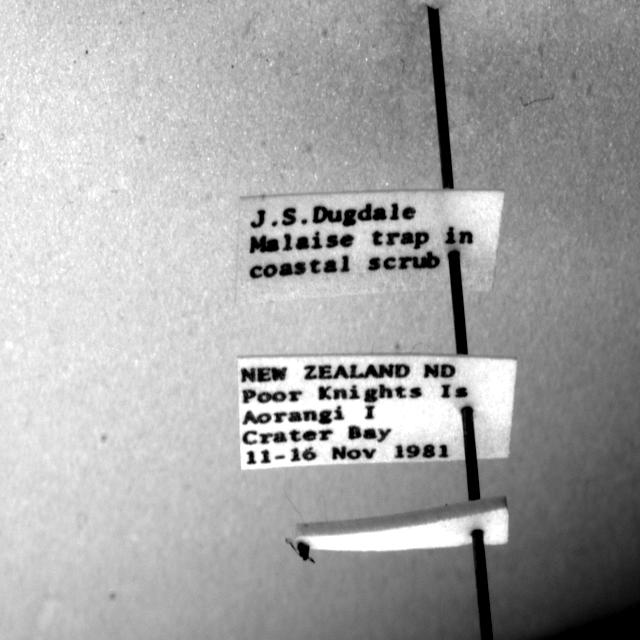 J.S.Dugdale
Malaise trap in
coastal scrub
NEW ZEALAND ND
Poor Knights Is
Aorangi I
Crater Bay
11-16 Nov 1981